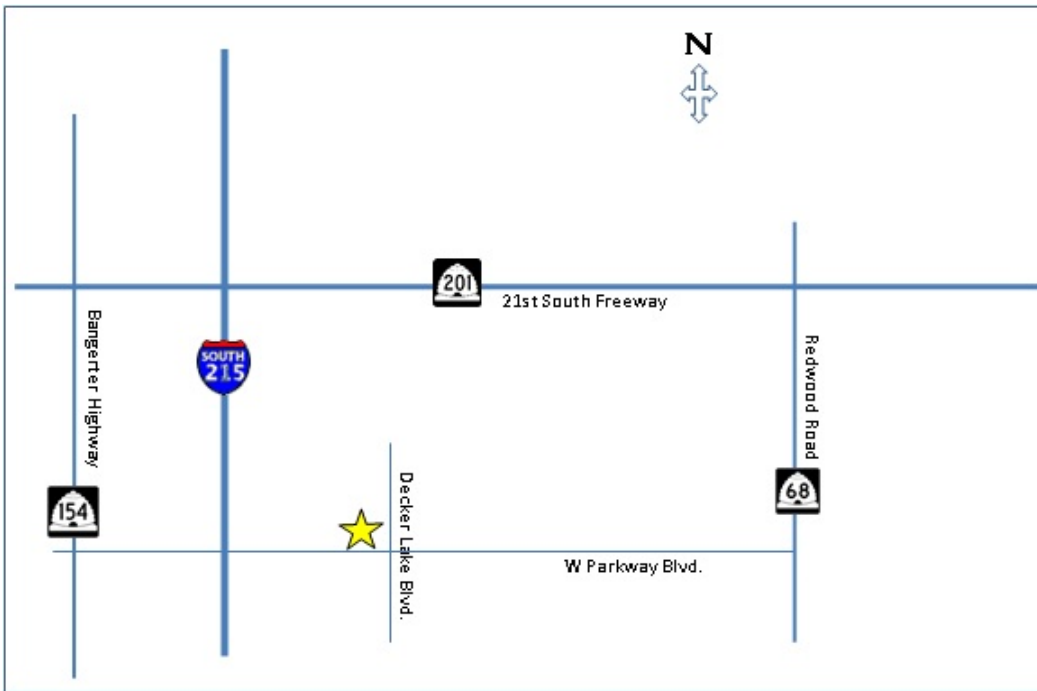 N
201
21st South Freeway
Bangerter Highway
SOUTH
215
Redwood Road
154
Decker Lake Blvd.
68
W Parkway Blvd.